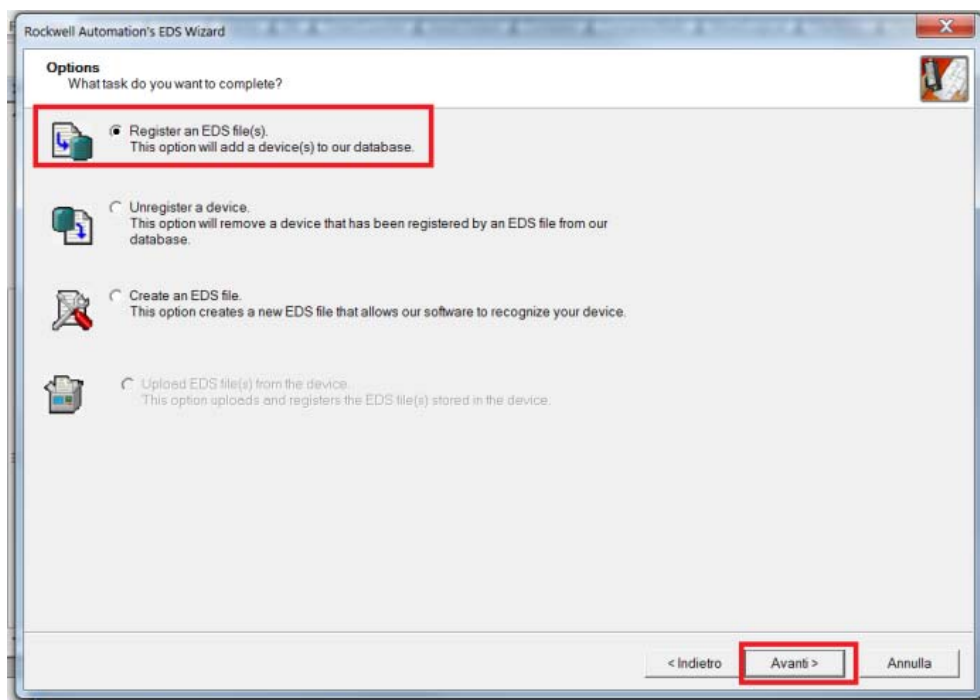 Rockwell Automation's EDS Wizard
Options
What task do you want to complete?
Register an EDS file(s).
This option will add a device(s) to our database.
Unregister a device.
This option will remove a device that has been registered by an EDS file from our
database.
Create an EDS file.
This option creates a new EDS file that allows our software to recognize your device.
Upload EDS file(s) from the device.
This option uploads and registers the EDS file(s) stored in the device.
< Indietro
Avanti >
Annulla